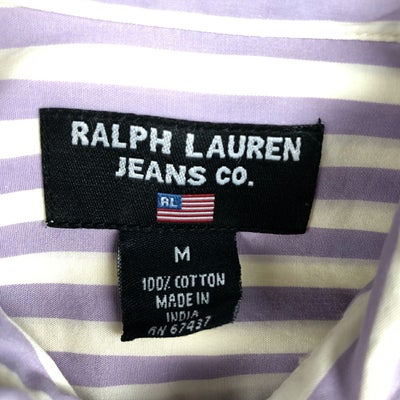 RALPH LAUREN
JEANS CO.
RL
M
100% COTTON
MADE IN
INDIA
RN 67437